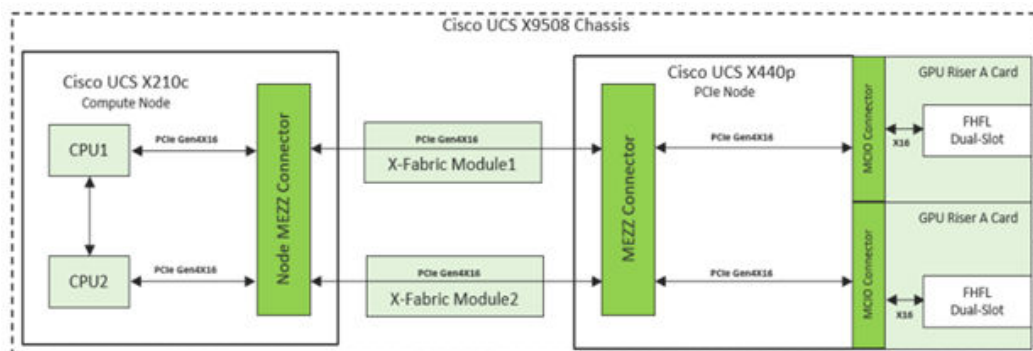 Cisco UCS X9508 Chassis
Cisco UCS X210c
Compute Node
CPU1
PCIe Gen4X16
CPU2
PCIe Gen4X16
Node MEZZ Connector
PCIe Gen4X16
X-Fabric Module1
PCIe Gen4X16
X-Fabric Module2
Cisco UCS X440p
PCIe Node
MEZZ Connector
PCIe Gen4X16
PCIe Gen4X16
MCIO Connector
GPU Riser A Card
X16
FHFL
Dual-Slot
MCIO Connector
GPU Riser A Card
X16
FHFL
Dual-Slot